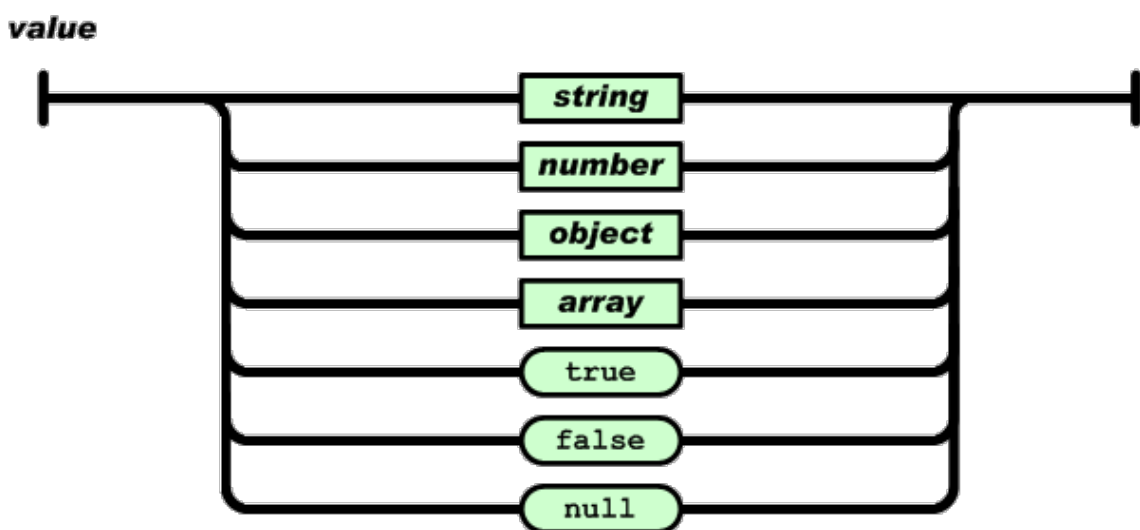 value
string
number
object
array
true
false
null